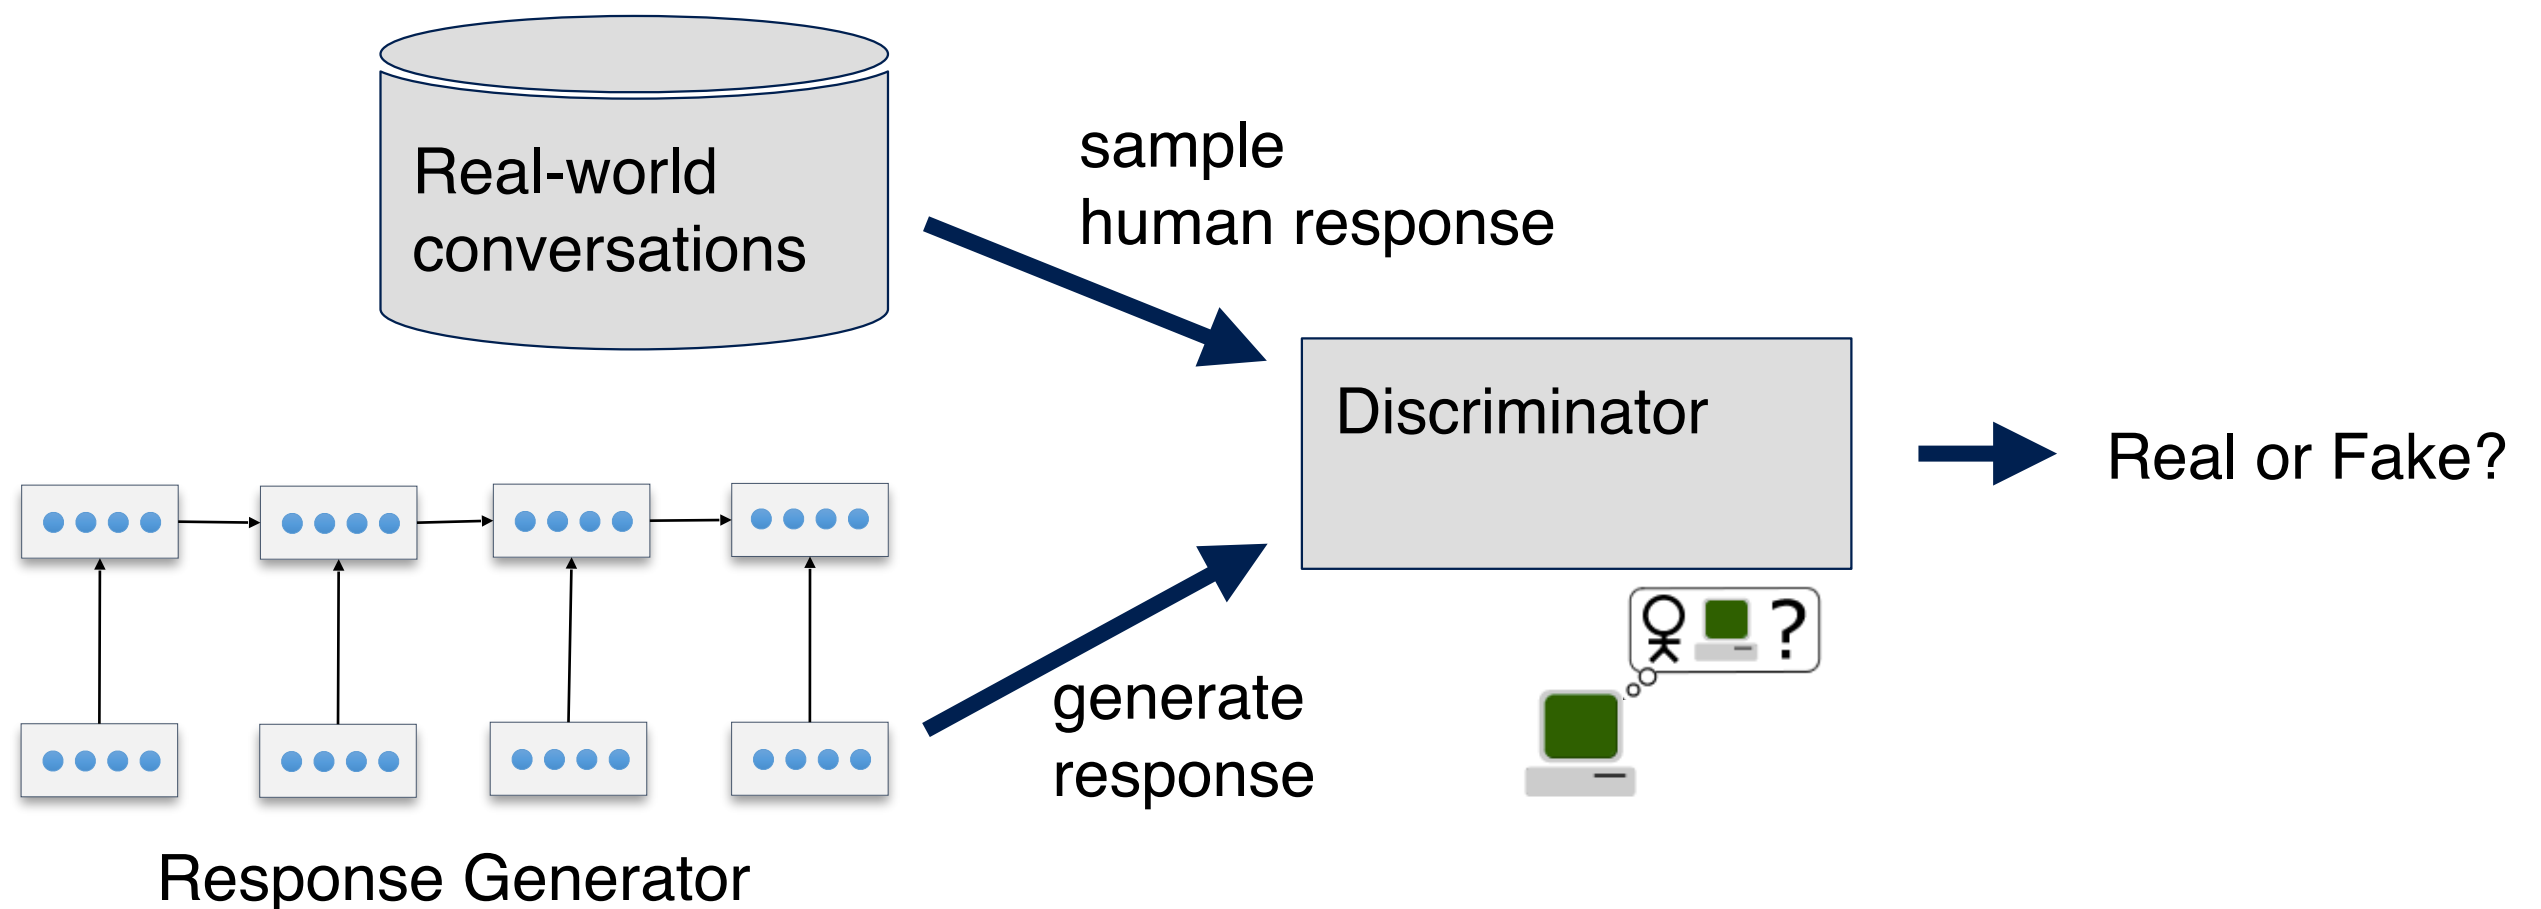 Real-world
conversations
sample
human response
Discriminator
Real or Fake?
?
generate
response
Response Generator